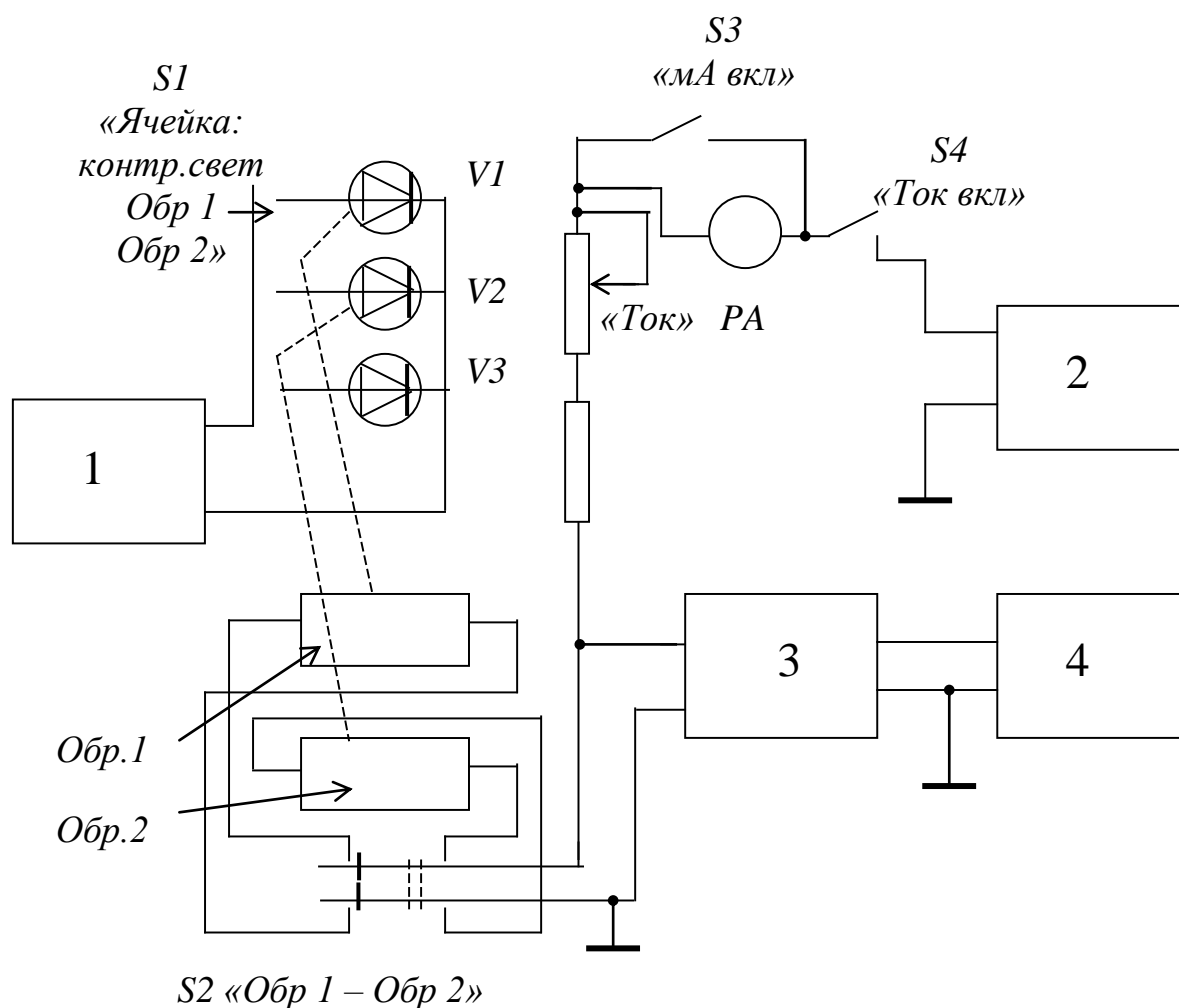 S3
«мА вкл»
S1
«Ячейка:
контр.свет
Обр 1
Обр 2»
V1
S4
«Ток вкл»
V2
«Ток»
РА
V3
1
2
3
4
Обр.1
Обр.2
S2 «Обр 1 – Обр 2»